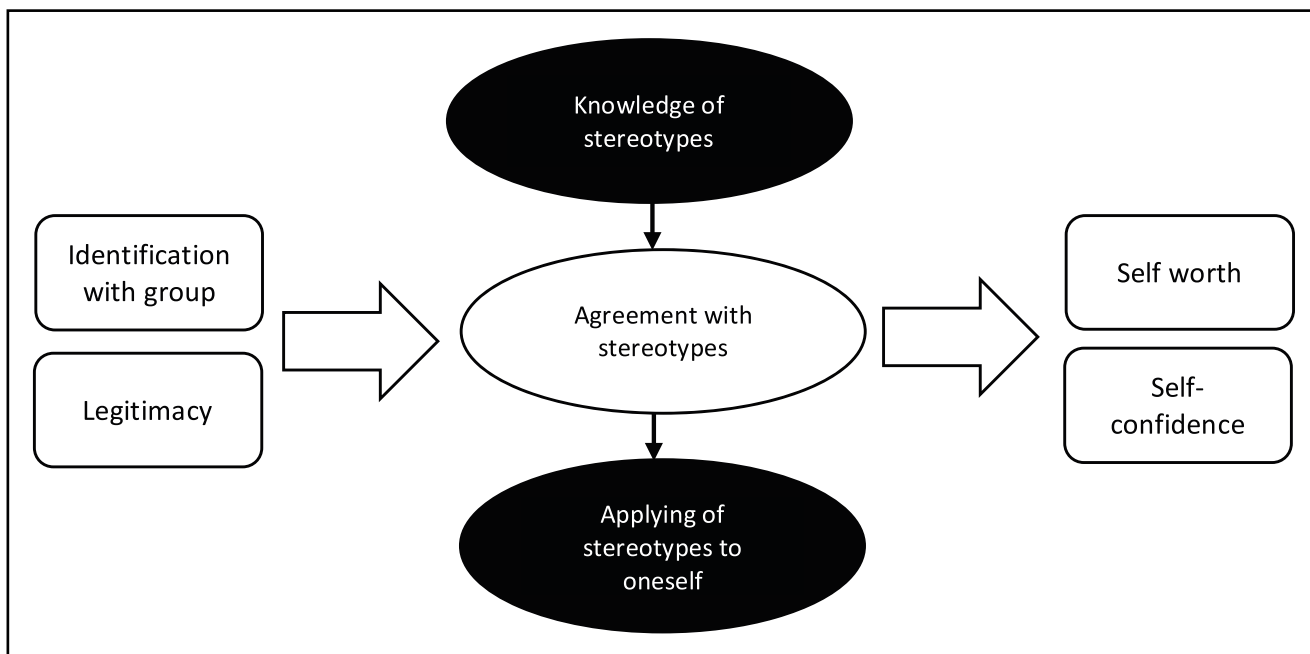 Knowledge of
stereotypes
Identification
with group
Legitimacy
Agreement with
stereotypes
Self worth
Self-
confidence
Applying of
stereotypes to
oneself